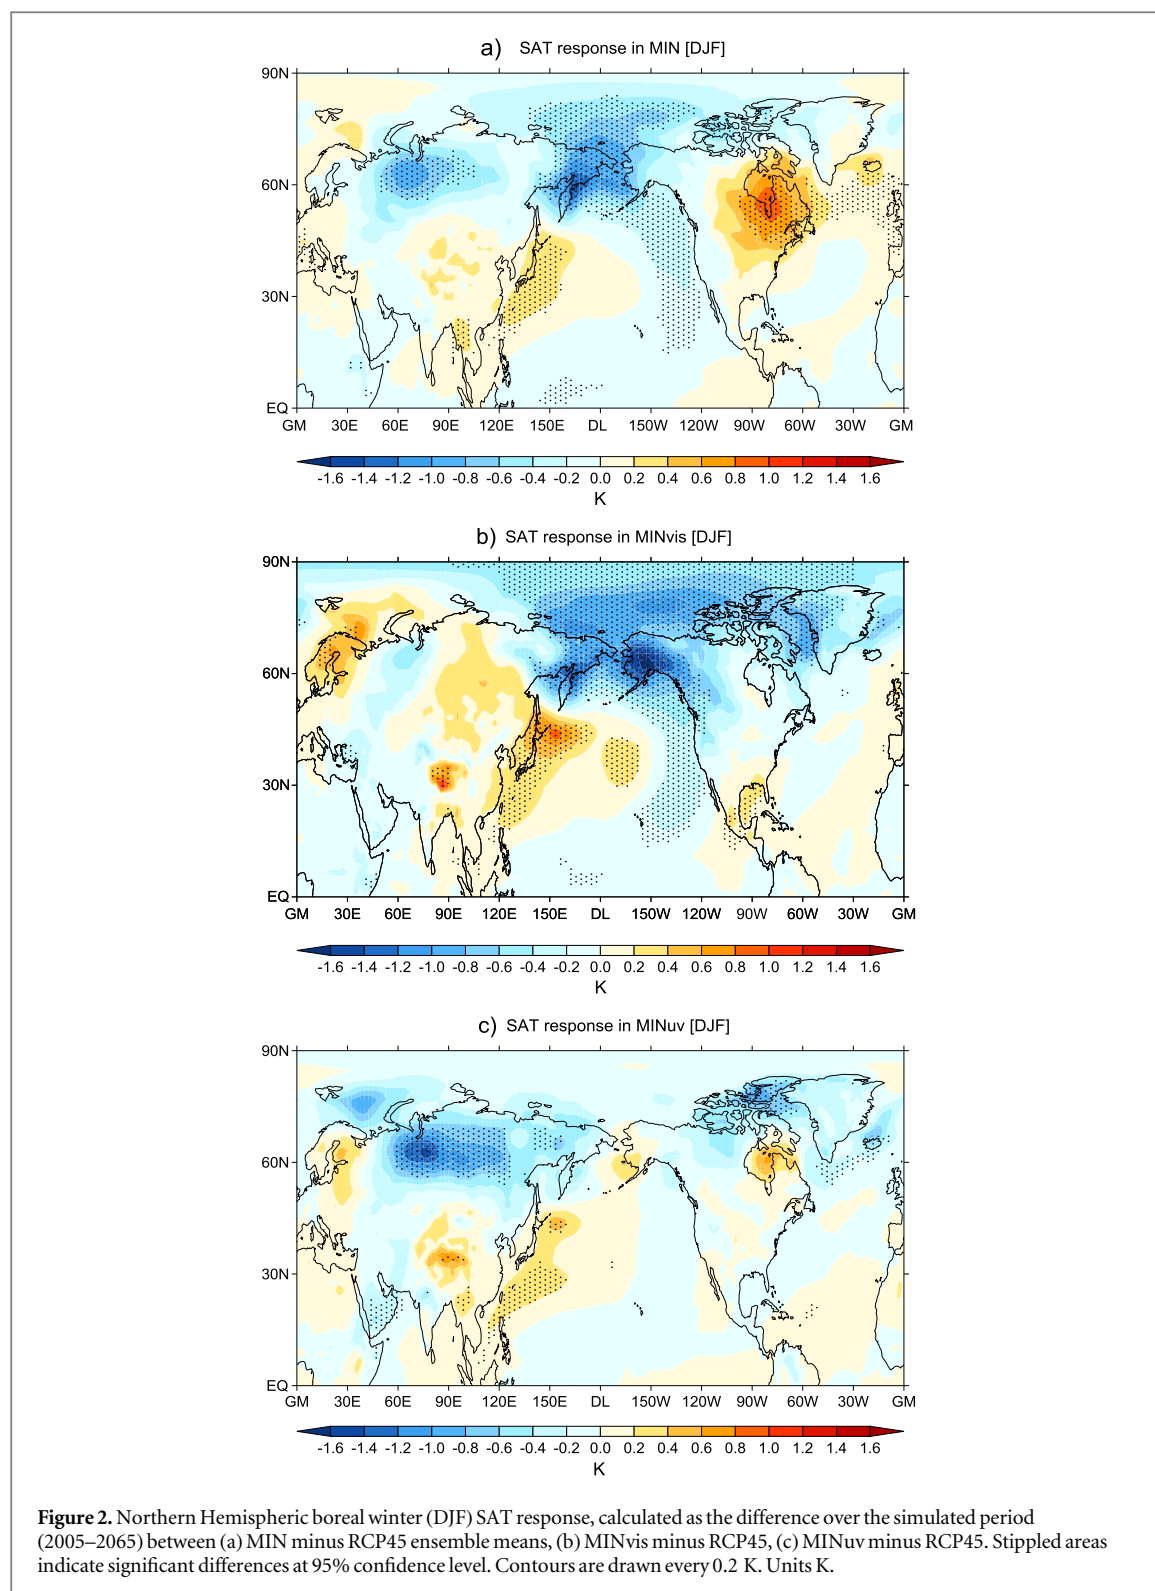 a) SAT response in MIN [DJF]
90N
60N
30N
EQ
GM 30E 60E 90E 120E 150E DL 150W 120W 90W 60W 30W GM
-1.6 -1.4 -1.2 -1.0 -0.8 -0.6 -0.4 -0.2 0.0 0.2 0.4 0.6 0.8 1.0 1.2 1.4 1.6
K
b) SAT response in MINvis [DJF]
90N
60N
30N
EQ
GM 30E 60E 90E 120E 150E DL 150W 120W 90W 60W 30W GM
-1.6 -1.4 -1.2 -1.0 -0.8 -0.6 -0.4 -0.2 0.0 0.2 0.4 0.6 0.8 1.0 1.2 1.4 1.6
K
c) SAT response in MINuv [DJF]
90N
60N
30N
EQ
GM 30E 60E 90E 120E 150E DL 150W 120W 90W 60W 30W GM
-1.6 -1.4 -1.2 -1.0 -0.8 -0.6 -0.4 -0.2 0.0 0.2 0.4 0.6 0.8 1.0 1.2 1.4 1.6
K
Figure 2. Northern Hemispheric boreal winter (DJF) SAT response, calculated as the difference over the simulated period
(2005–2065) between (a) MIN minus RCP45 ensemble means, (b) MINvis minus RCP45, (c) MINuv minus RCP45. Stippled areas
indicate significant differences at 95% confidence level. Contours are drawn every 0.2 K. Units K.